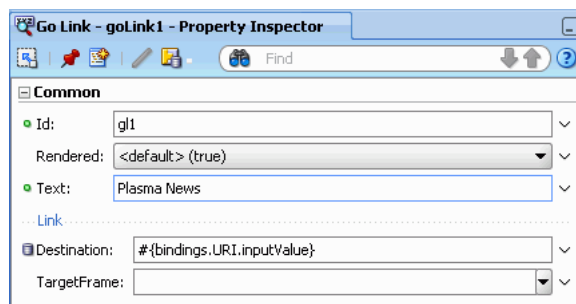 Go Link - goLink1 - Property Inspector
Find
Common
Id: gl1
Rendered: <default> (true)
Text: Plasma News
Link
Destination: #{bindings.URI.inputValue}
TargetFrame: